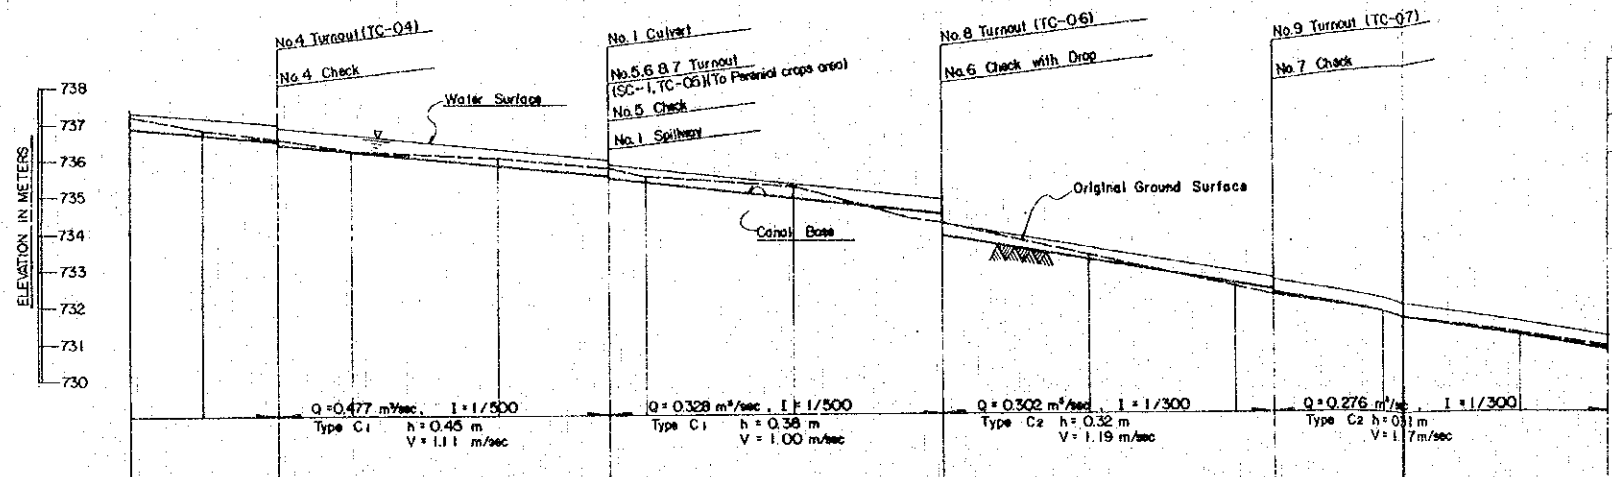 No.4 Turnout (TC-04)
No.4 Check
Water Surface
No.1 Culvert
No.5,6 & 7 Turnout
(SC-1, TC-05)(To Perenial crops area)
No.5 Check
No.1 Spillway
No.8 Turnout (TC-06)
No.6 Check with Drop
No.9 Turnout (TC-07)
No.7 Check
Original Ground Surface
Canal Base
ELEVATION IN METERS
738
737
736
735
734
733
732
731
730
Q = 0.477 m³/sec, I = 1/500
Type C1 h = 0.45 m
V = 1.11 m/sec
Q = 0.328 m³/sec, I = 1/500
Type C1 h = 0.38 m
V = 1.00 m/sec
Q = 0.302 m³/sec, I = 1/300
Type C2 h = 0.32 m
V = 1.19 m/sec
Q = 0.276 m³/sec, I = 1/300
Type C2 h = m
V = m/sec